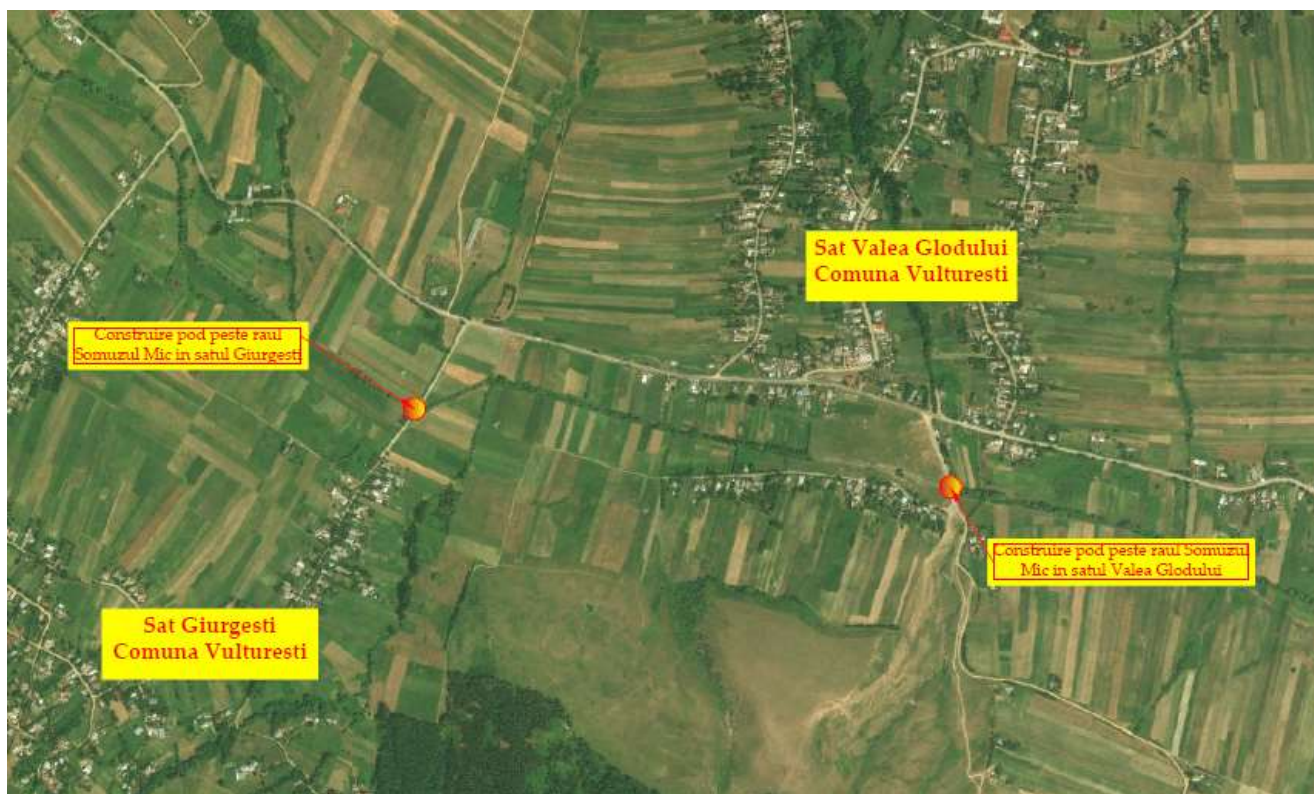 Sat Valea Glodului
Comuna Vulturesti
Construire pod peste raul
Somuzul Mic in satul Giurgesti
Construire pod peste raul Somuzul
Mic in satul Valea Glodului
Sat Giurgesti
Comuna Vulturesti